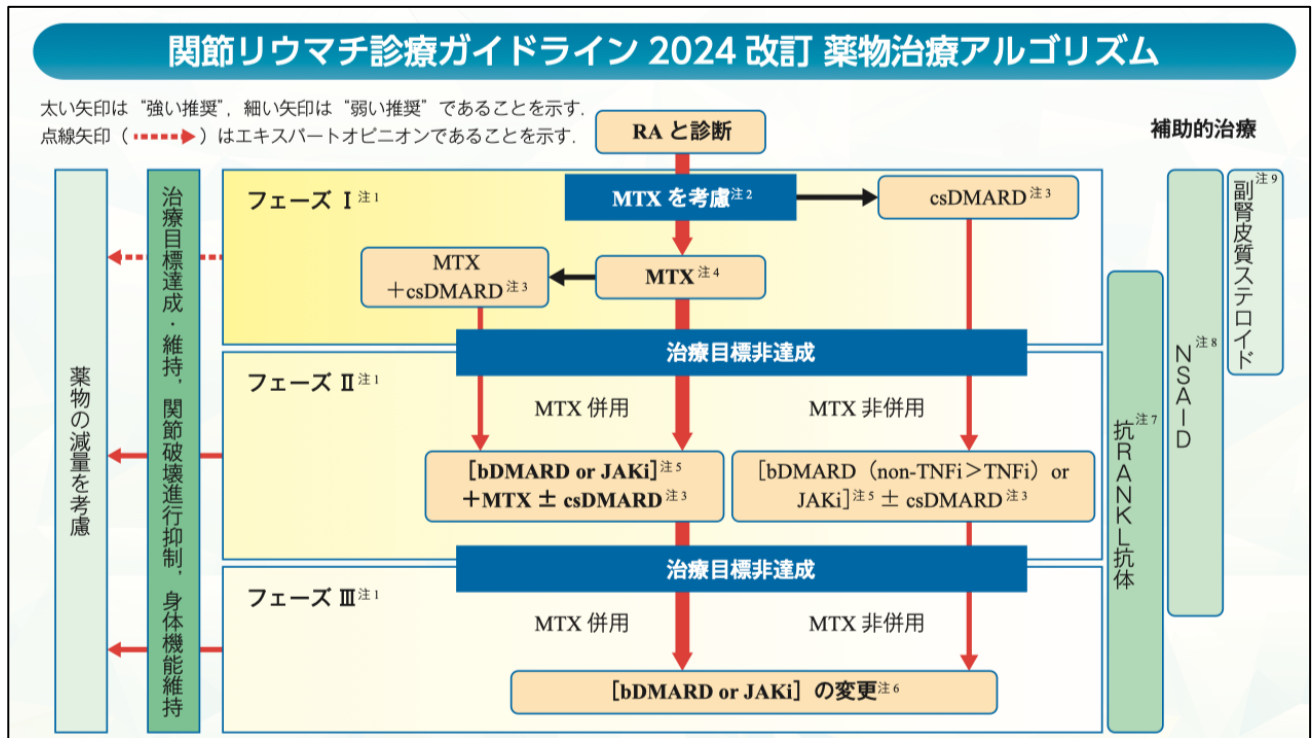 関節リウマチ診療ガイドライン 2024 改訂 薬物治療アルゴリズム
太い矢印は“強い推奨”，細い矢印は“弱い推奨”であることを示す．
点線矢印（ ）はエキスパートオピニオンであることを示す．
RA と診断
補助的治療
フェーズ Ⅰ 注1
MTX を考慮注2
csDMARD 注3
MTX
＋csDMARD 注3
MTX 注4
治療目標非達成
フェーズ Ⅱ 注1
MTX 併用
MTX 非併用
［bDMARD or JAKi］注5
＋MTX ± csDMARD 注3
［bDMARD（non-TNFi＞TNFi）or
JAKi］注5 ± csDMARD 注3
治療目標非達成
フェーズ Ⅲ 注1
MTX 併用
MTX 非併用
［bDMARD or JAKi］の変更注6
薬物の減量を考慮
治療目標達成・維持，関節破壊進行抑制，身体機能維持
抗RANKL抗体注7
NSAID注8
副腎皮質ステロイド注9